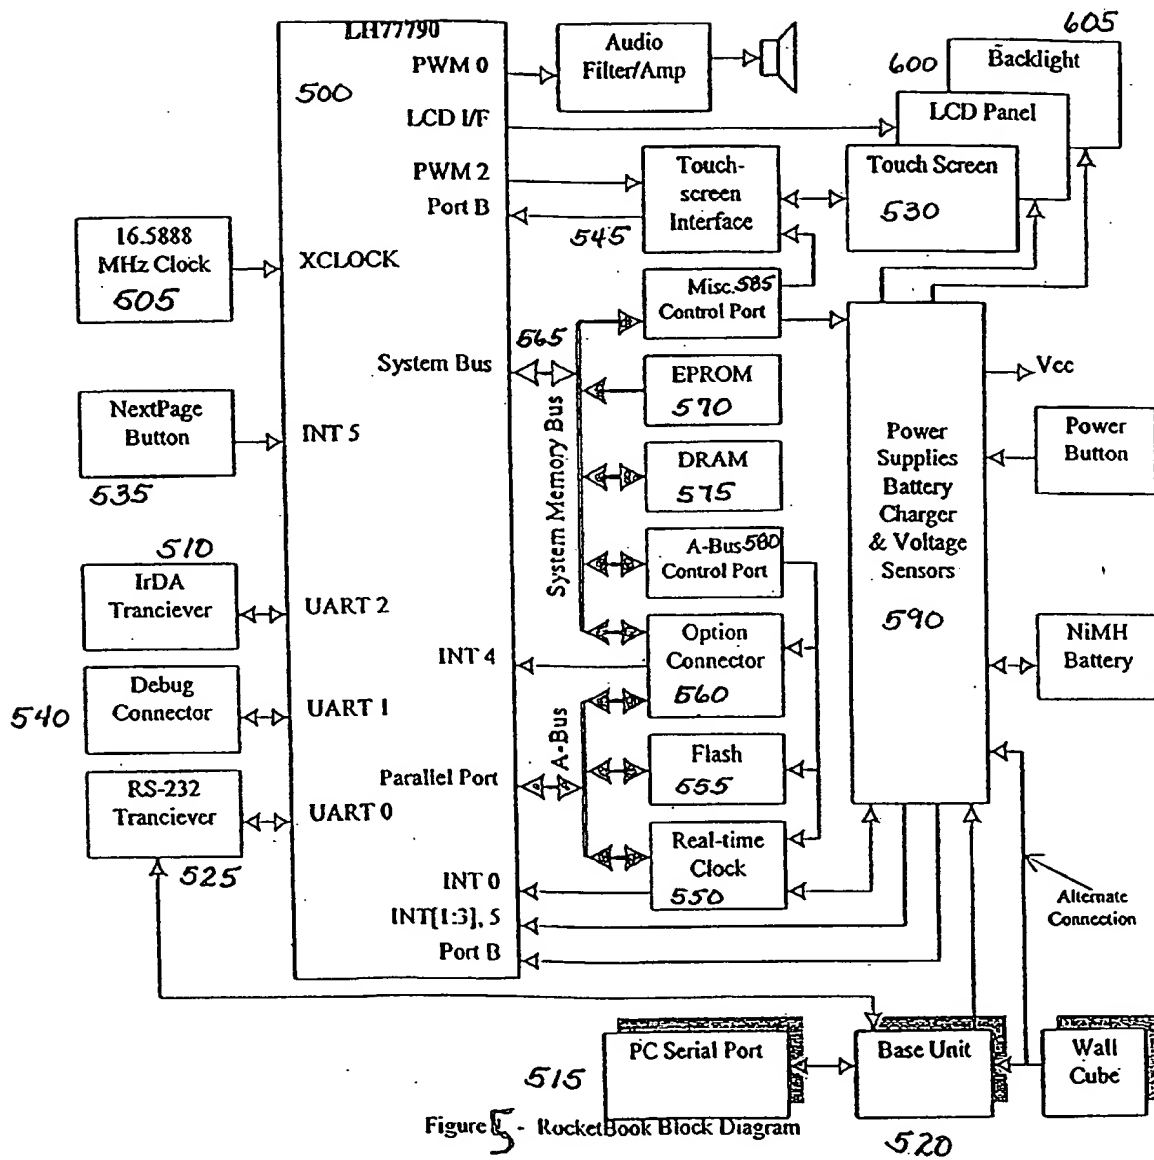 LH77790
500
PWM 0
LCD I/F
PWM 2
Port B
XCLOCK
System Bus
INT 5
UART 2
INT 4
UART 1
Parallel Port
UART 0
INT 0
INT[1:3], 5
Port B
Audio
Filter/Amp
605
600
Backlight
LCD Panel
Touch Screen
530
Touch-
screen
Interface
545
16.5888
MHz Clock
505
NextPage
Button
535
510
IrDA
Tranciever
540
Debug
Connector
RS-232
Tranciever
525
565
System Memory Bus
A-Bus
Misc. 585
Control Port
EPROM
570
DRAM
575
A-Bus 580
Control Port
Option
Connector
560
Flash
555
Real-time
Clock
550
Power
Supplies
Battery
Charger
& Voltage
Sensors
590
Vcc
Power
Button
NiMH
Battery
Alternate
Connection
PC Serial Port
515
Base Unit
520
Wall
Cube
Figure 5 - RocketBook Block Diagram